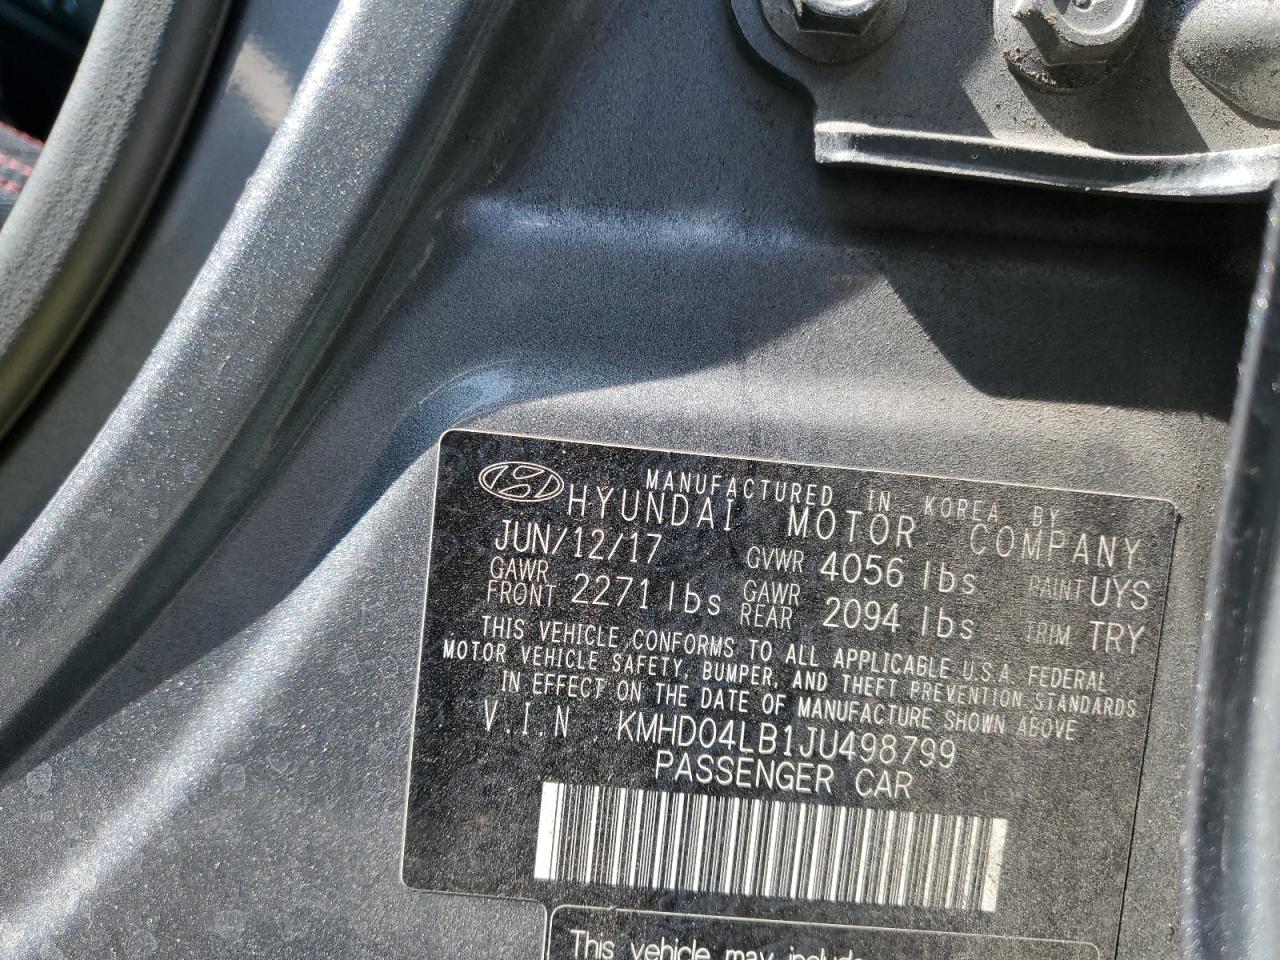 MANUFACTURED IN KOREA BY
HYUNDAI MOTOR COMPANY
JUN/12/17 GVWR 4056 lbs PAINT UYS
GAWR FRONT 2271 lbs GAWR REAR 2094 lbs TRIM TRY
THIS VEHICLE CONFORMS TO ALL APPLICABLE U.S.A. FEDERAL
MOTOR VEHICLE SAFETY, BUMPER, AND THEFT PREVENTION STANDARDS
IN EFFECT ON THE DATE OF MANUFACTURE SHOWN ABOVE
V.I.N KMHD04LB1JU498799
PASSENGER CAR
This vehicle may include